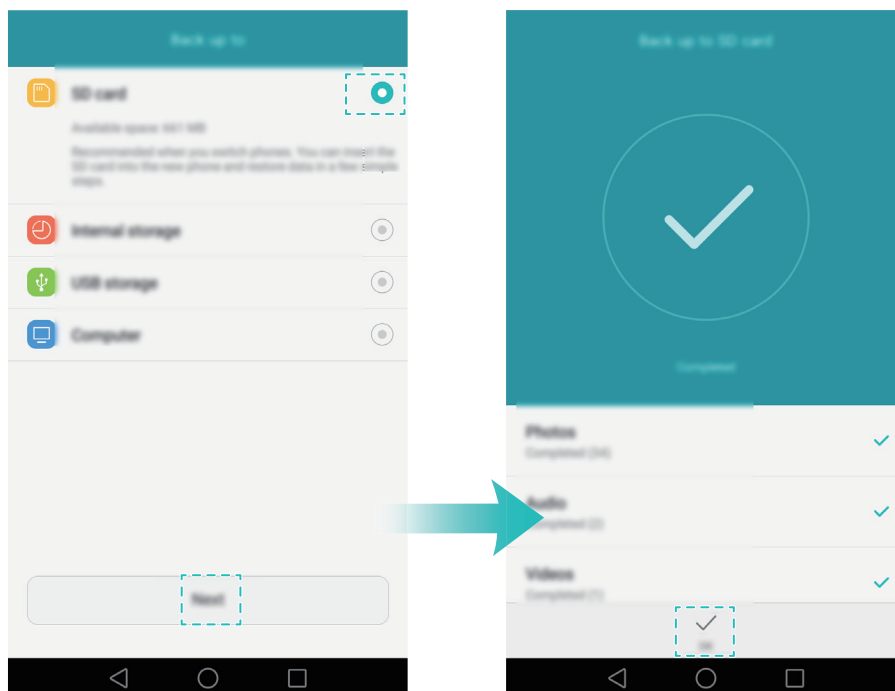 Back up to
SD card
Available space: 661 MB
Recommended when you switch phones. You can insert the
SD card into the new phone and restore data in a few simple
steps.
Internal storage
USB storage
Computer
Next
Back up to SD card
Completed
Photos
Completed (34)
Audio
Completed (2)
Videos
Completed (1)